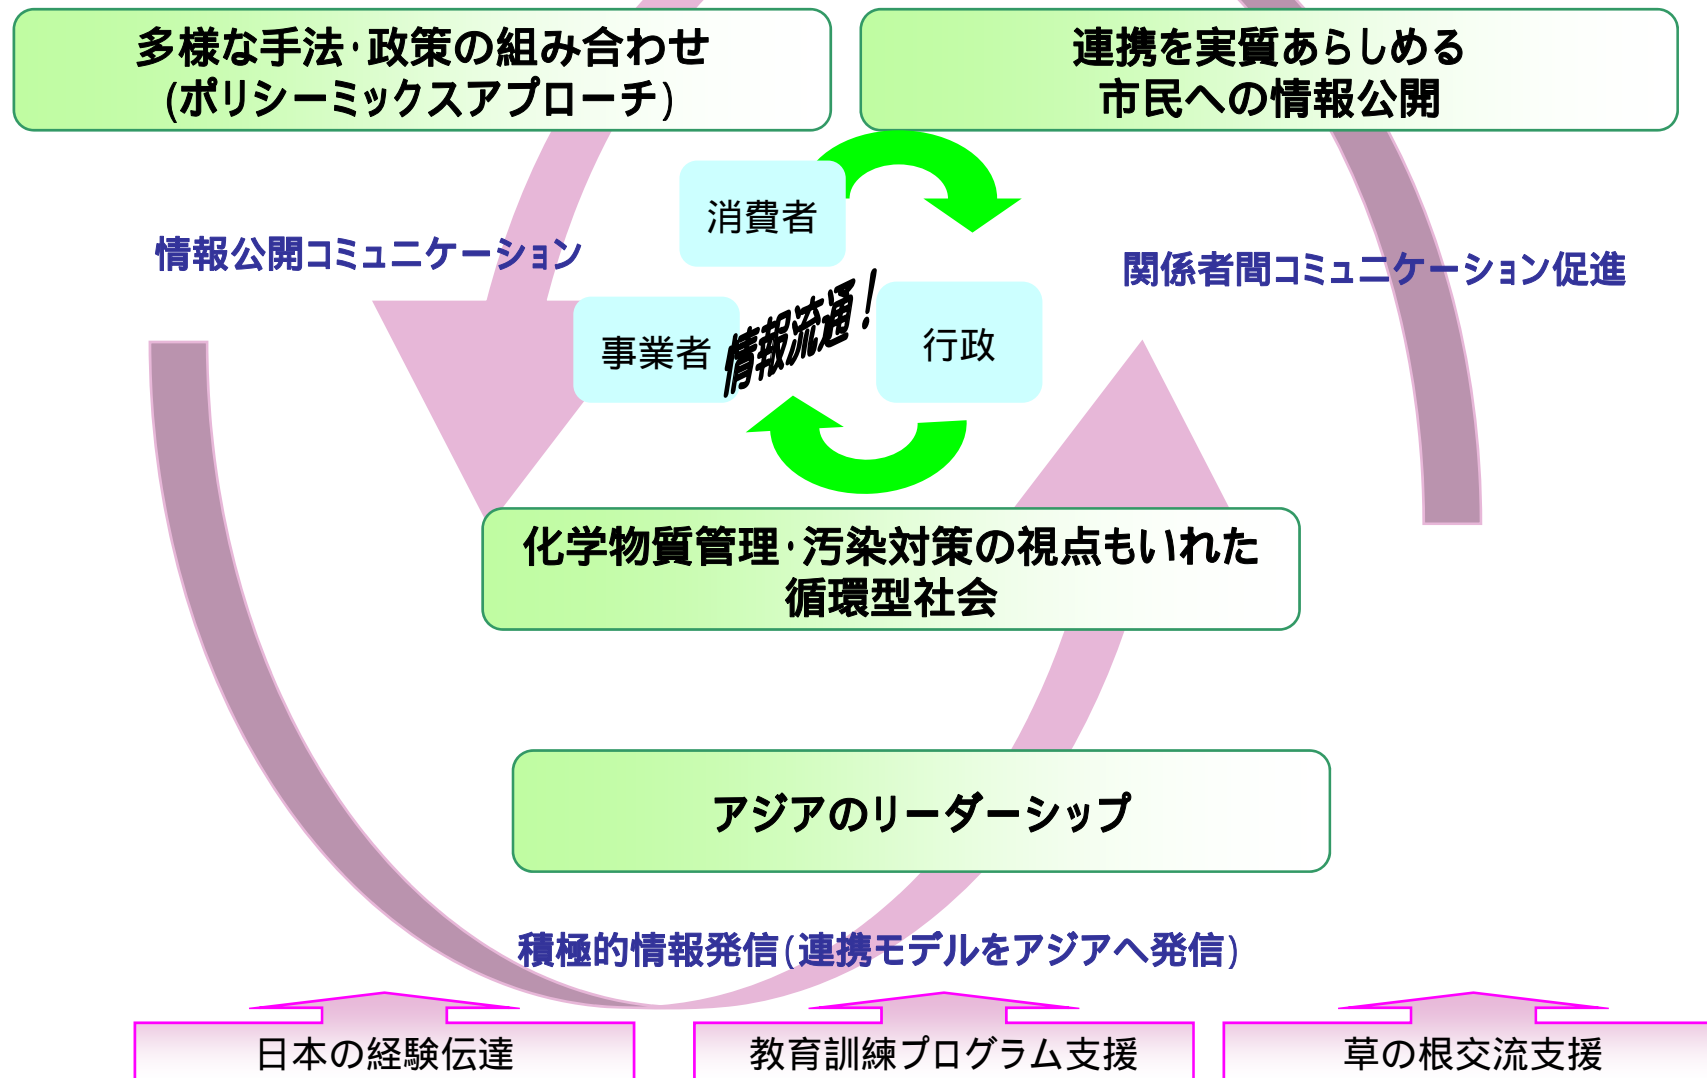 多様な手法・政策の組み合わせ
(ポリシーミックスアプローチ)
連携を実質あらしめる
市民への情報公開
消費者
情報公開コミュニケーション
関係者間コミュニケーション促進
事業者
情報流通！
行政
化学物質管理・汚染対策の視点もいれた
循環型社会
アジアのリーダーシップ
積極的情報発信(連携モデルをアジアへ発信)
日本の経験伝達
教育訓練プログラム支援
草の根交流支援